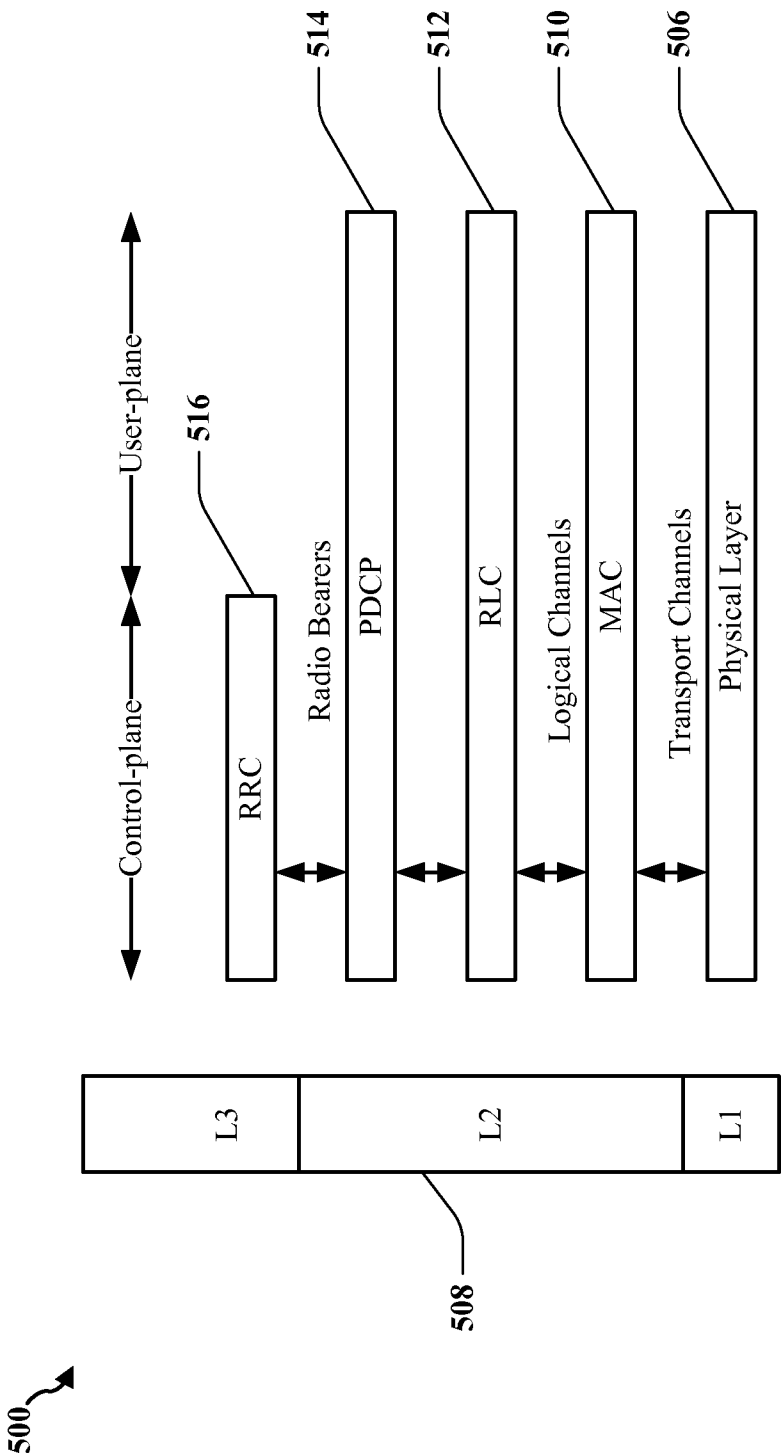 500
Control-plane
User-plane
516
L3
RRC
Radio Bearers
514
PDCP
508
L2
512
RLC
Logical Channels
510
MAC
Transport Channels
506
L1
Physical Layer